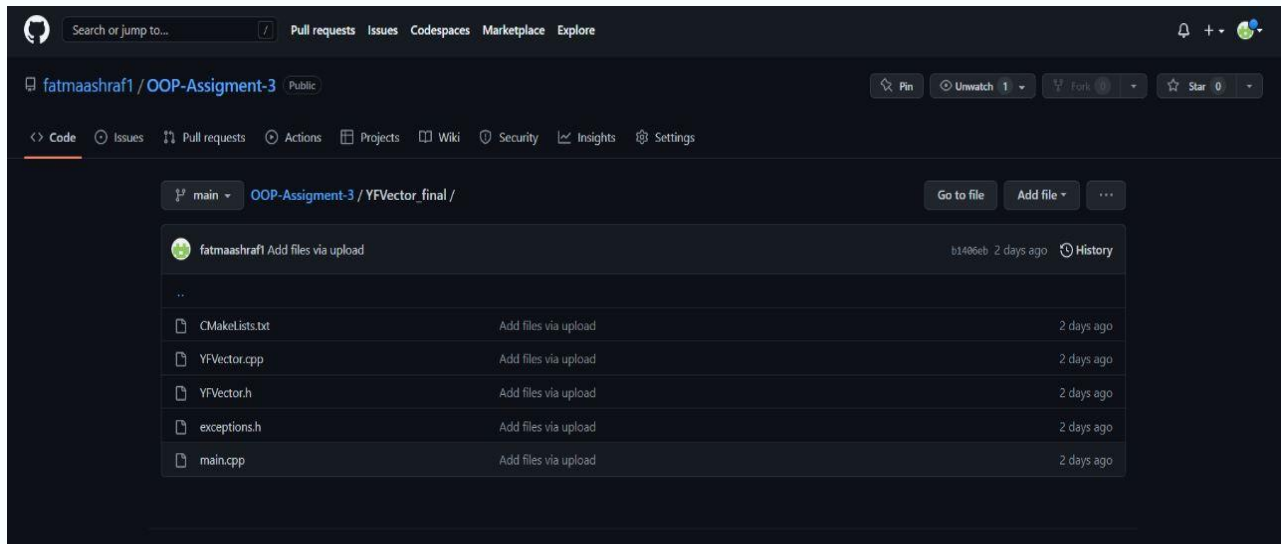 Search or jump to... / Pull requests Issues Codespaces Marketplace Explore
fatmaashraf1 / OOP-Assigment-3 Public Pin Unwatch 1 Fork 0 Star 0
<> Code Issues Pull requests Actions Projects Wiki Security Insights Settings
main OOP-Assigment-3 / YFVector_final / Go to file Add file ...
fatmaashraf1 Add files via upload b1406eb 2 days ago History
..
CMakeLists.txt Add files via upload 2 days ago
YFVector.cpp Add files via upload 2 days ago
YFVector.h Add files via upload 2 days ago
exceptions.h Add files via upload 2 days ago
main.cpp Add files via upload 2 days ago